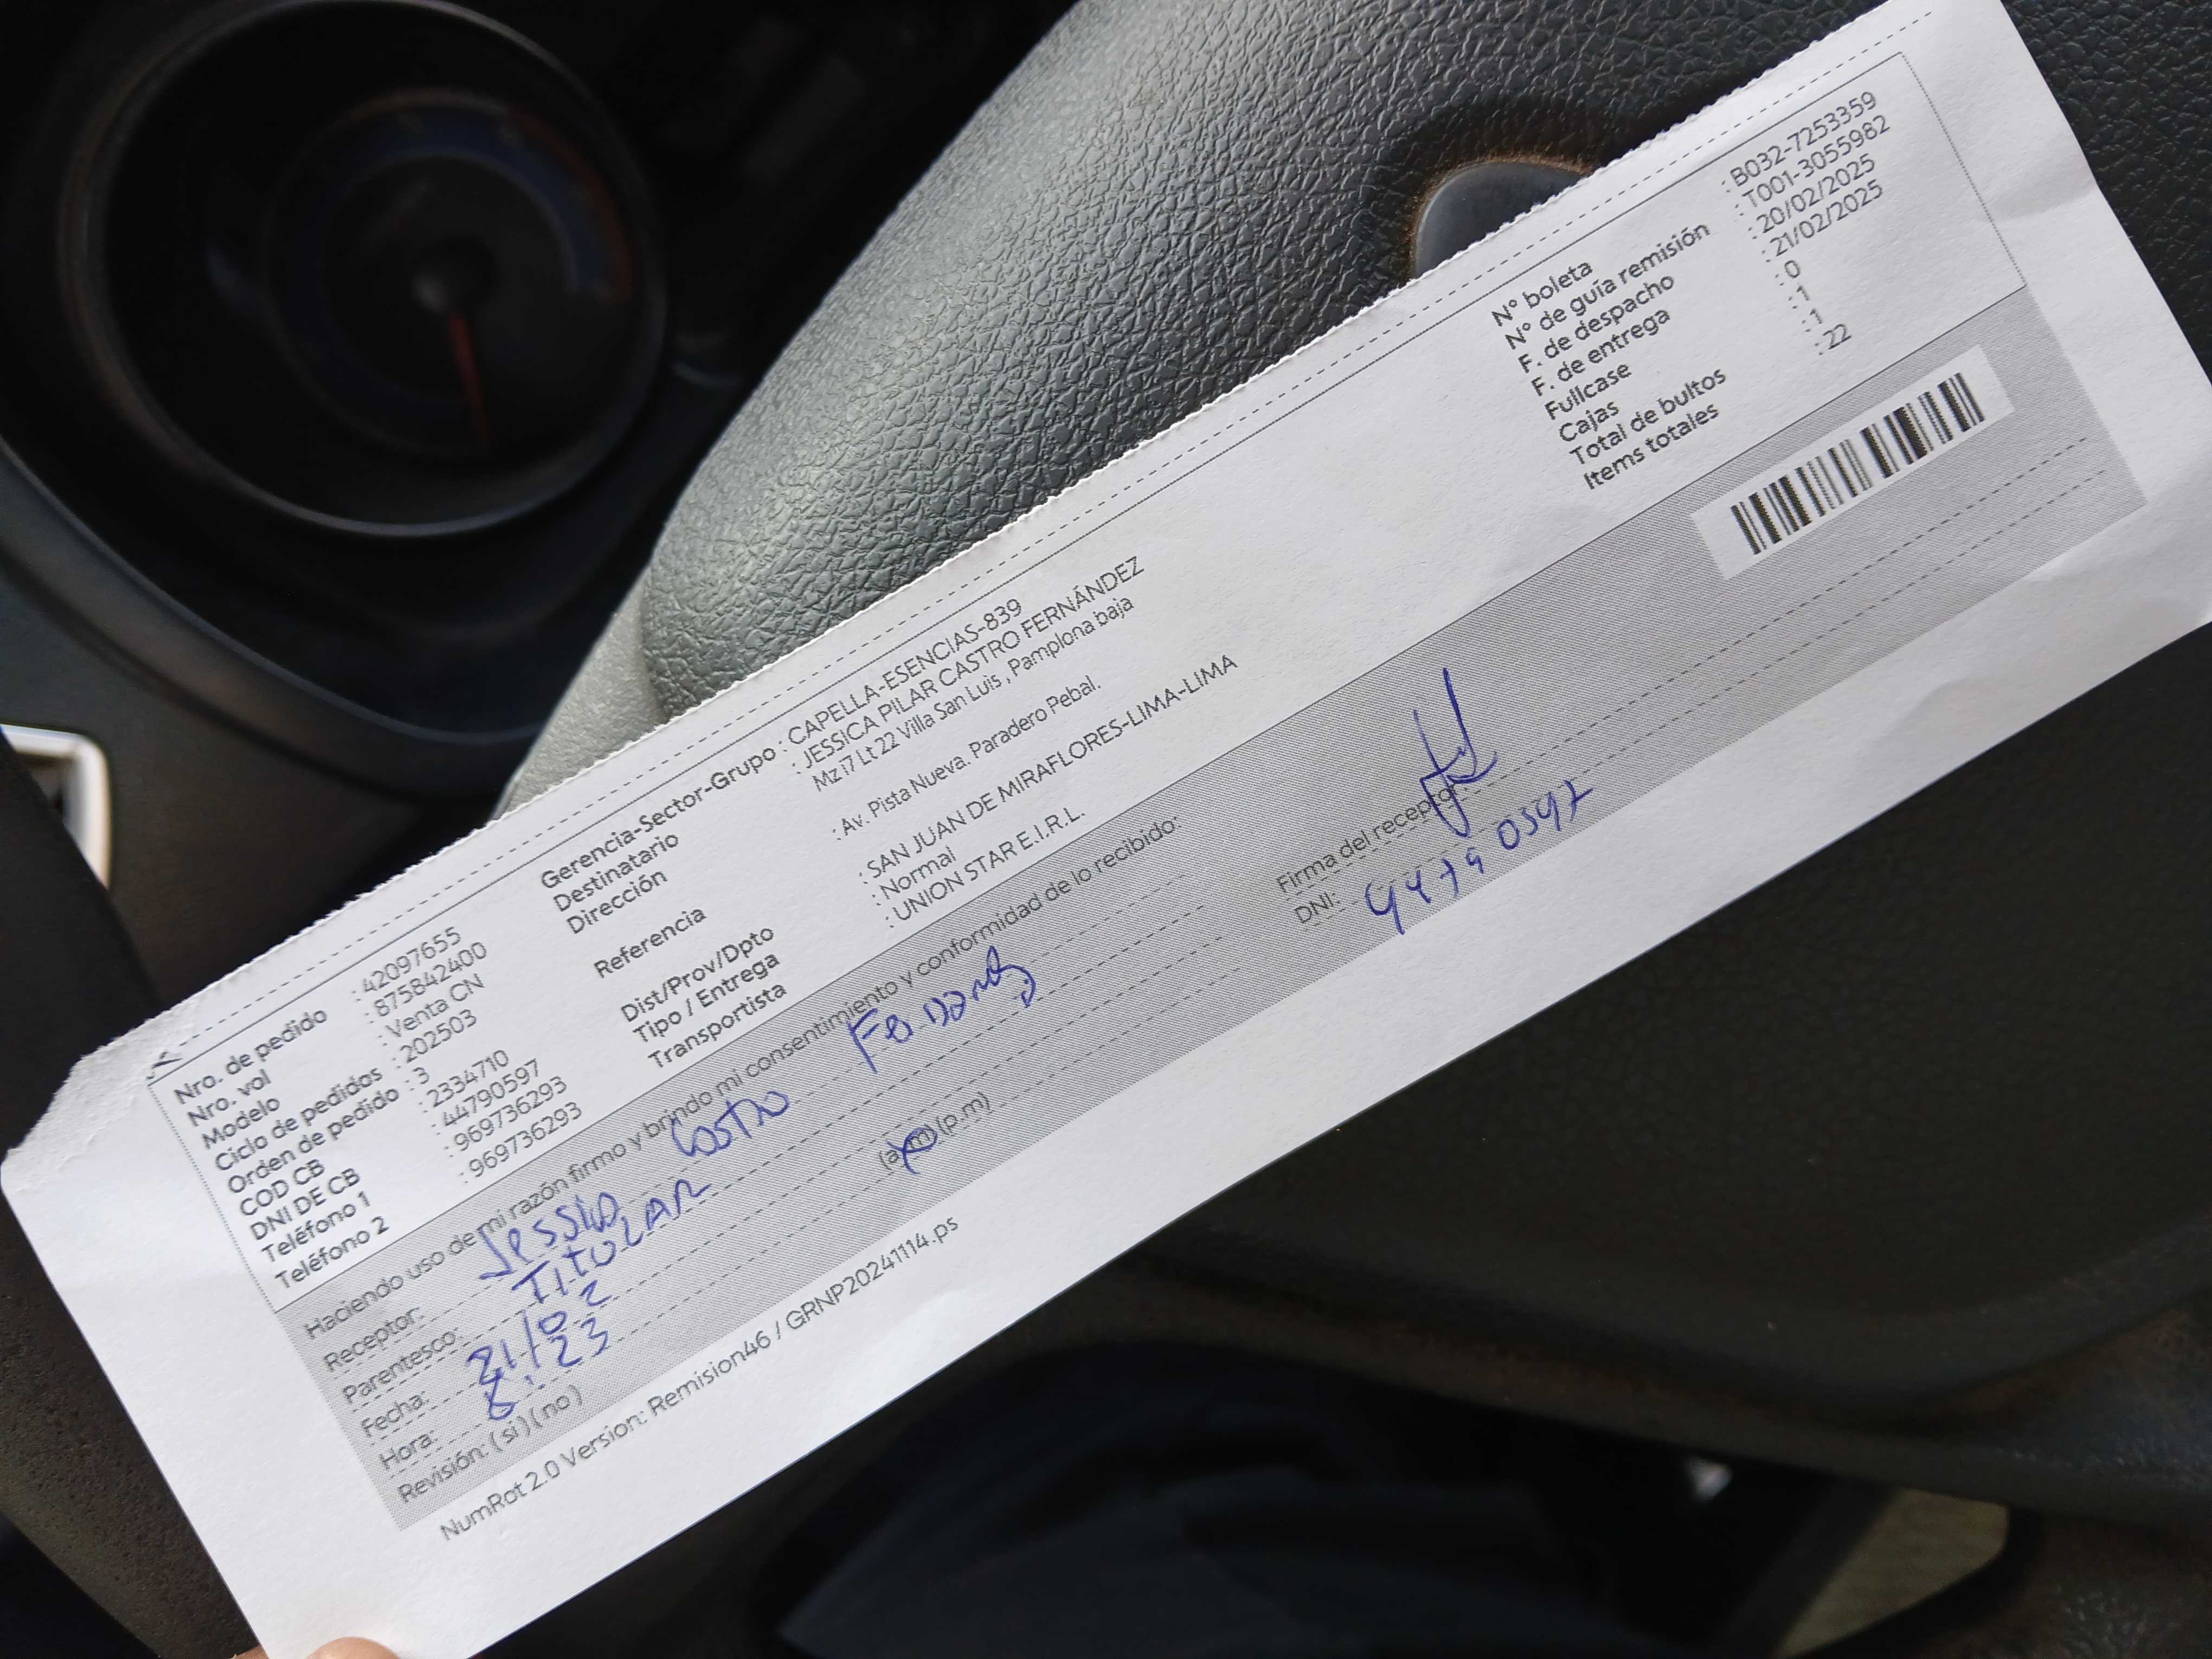 Nro. de pedido : 42097655
Nro. vol : 875842400
Modelo : Venta CN
Ciclo de pedidos : 202503
Orden de pedido : 3
COD CB : 2334710
DNI DE CB : 44790597
Teléfono 1 : 969736293
Teléfono 2 : 969736293
Gerencia-Sector-Grupo : CAPELLA-ESENCIAS-839
Destinatario : JESSICA PILAR CASTRO FERNÁNDEZ
Dirección Mz i7 Lt 22 Villa San Luis , Pamplona baja
Referencia : Av. Pista Nueva. Paradero Pebal.
Dist/Prov/Dpto : SAN JUAN DE MIRAFLORES-LIMA-LIMA
Tipo / Entrega : Normal
Transportista : UNION STAR E.I.R.L.
N° boleta : B032-7253359
N° de guía remisión : T001-3055982
F. de despacho : 20/02/2025
F. de entrega : 21/02/2025
Fullcase : 0
Cajas : 1
Total de bultos : 1
Items totales : 22
Haciendo uso de mi razón firmo y brindo mi consentimiento y conformidad de lo recibido:
Receptor: Jessica Castro
Parentesco: TITULAR
Fecha: 21/02
Hora: 8:23 (a.m) (p.m)
Revisión: ( si ) ( no )
Firma del receptor
DNI: 44790597
NumRot 2.0 Version: Remision46 / GRNP20241114.ps